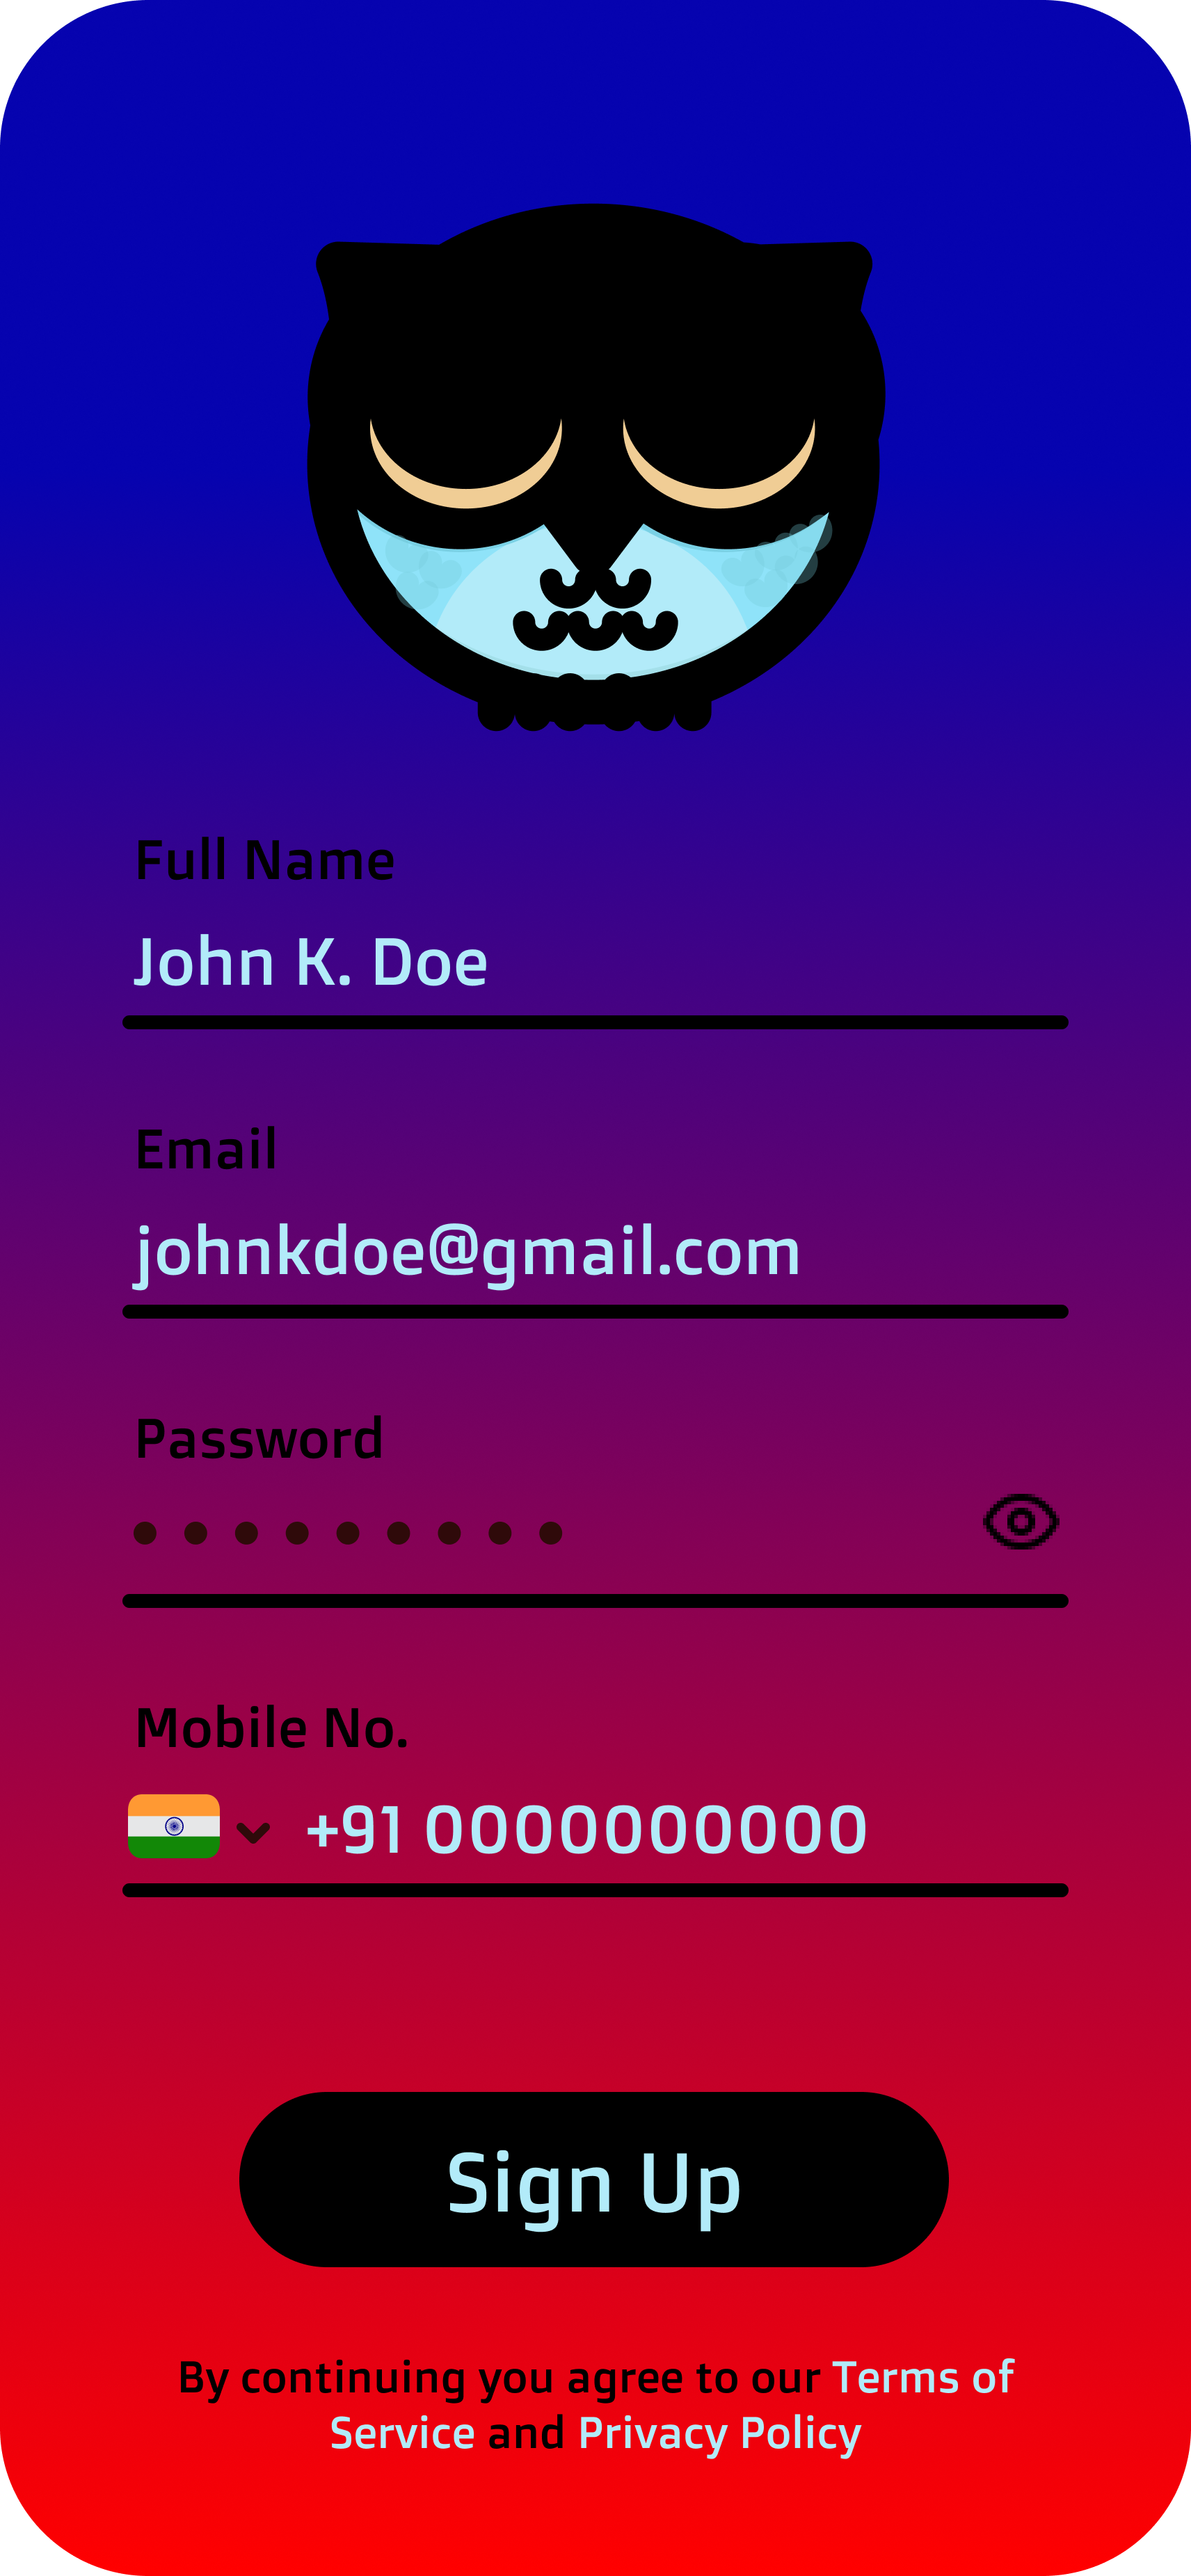 Full Name
John K. Doe
Email
johnkdoe@gmail.com
Password
Mobile No.
+91 0000000000
Sign Up
By continuing you agree to our Terms of
Service and Privacy Policy